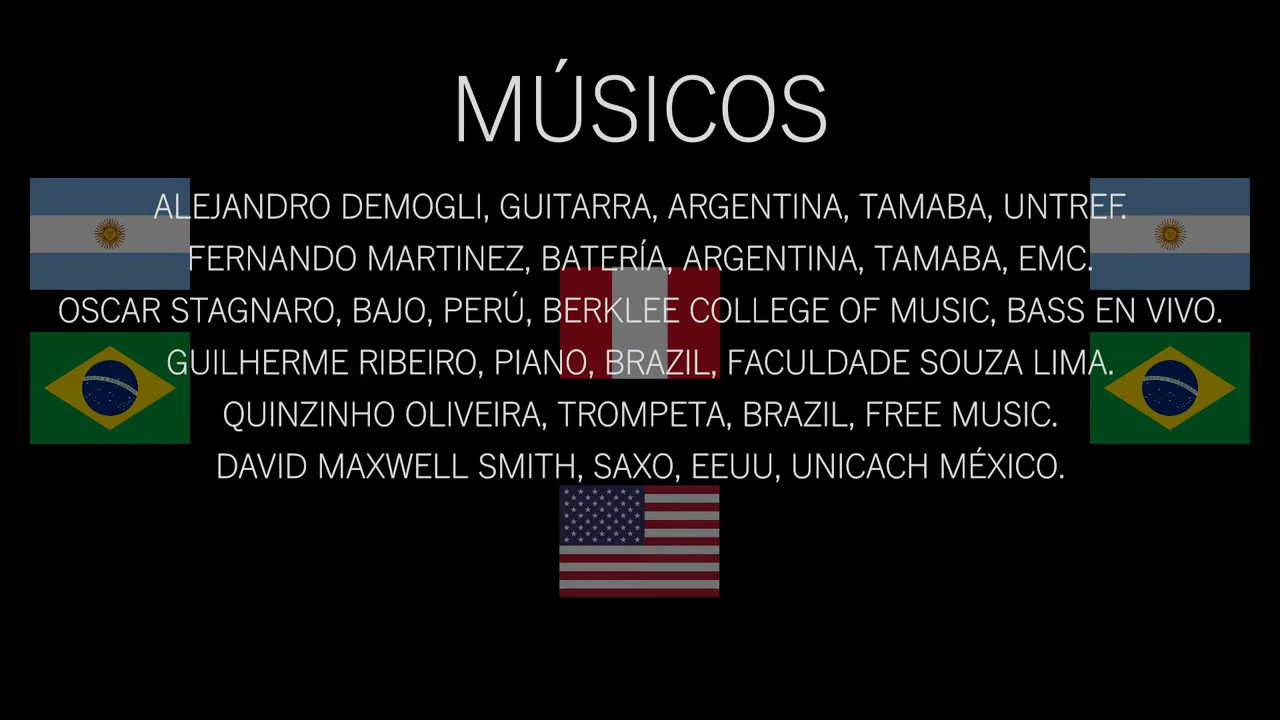 MÚSICOS
ALEJANDRO DEMOGLI, GUITARRA, ARGENTINA, TAMABA, UNTREF.
FERNANDO MARTINEZ, BATERÍA, ARGENTINA, TAMABA, EMC.
OSCAR STAGNARO, BAJO, PERÚ, BERKLEE COLLEGE OF MUSIC, BASS EN VIVO.
GUILHERME RIBEIRO, PIANO, BRAZIL, FACULDADE SOUZA LIMA.
QUINZINHO OLIVEIRA, TROMPETA, BRAZIL, FREE MUSIC.
DAVID MAXWELL SMITH, SAXO, EEUU, UNICACH MÉXICO.